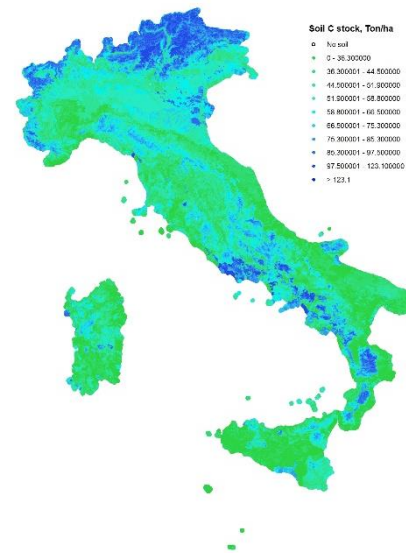 Soil C stock, Ton/ha
No soil
0 - 36.300000
36.300001 - 44.500000
44.500001 - 51.900000
51.900001 - 58.800000
58.800001 - 66.500000
66.500001 - 75.300000
75.300001 - 85.300000
85.300001 - 97.500000
97.500001 - 123.100000
> 123.1